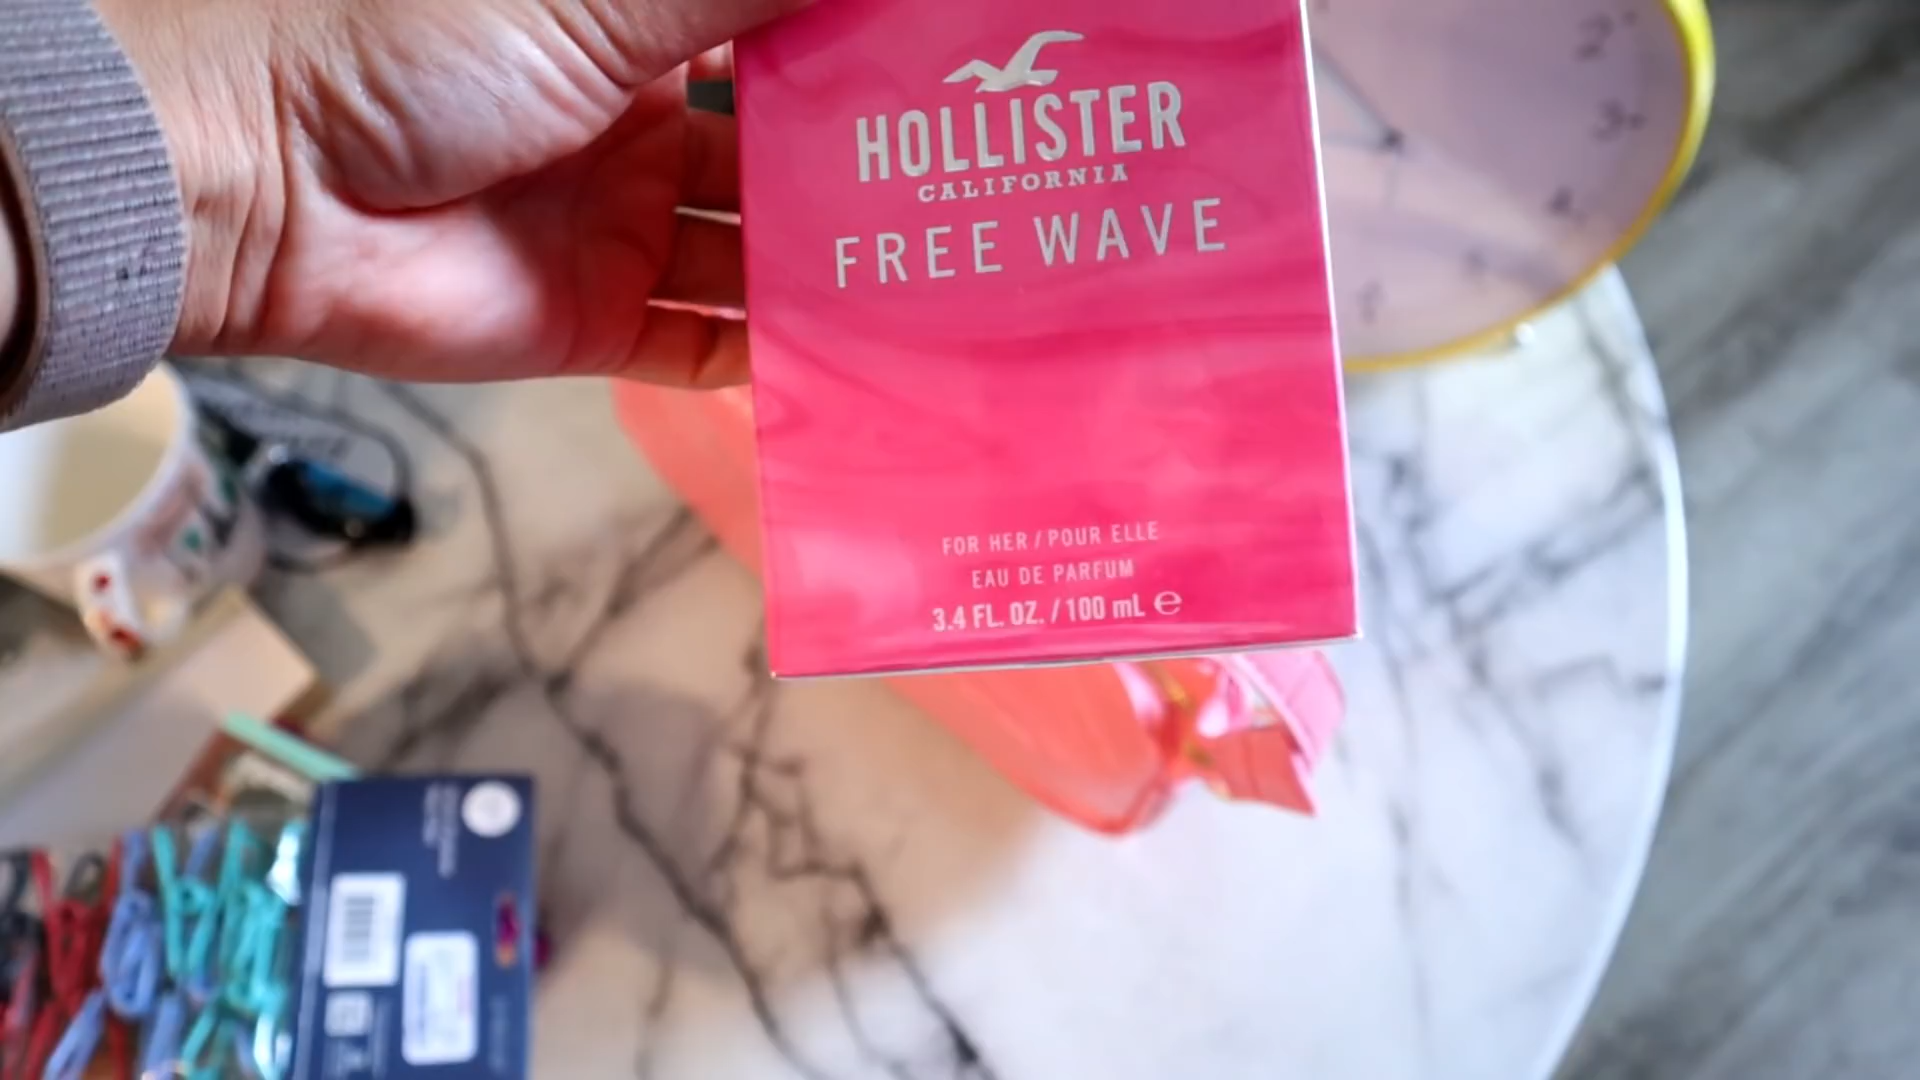 HOLLISTER
CALIFORNIA
FREE WAVE
FOR HER / POUR ELLE
EAU DE PARFUM
3.4 FL. OZ. / 100 mL ℮